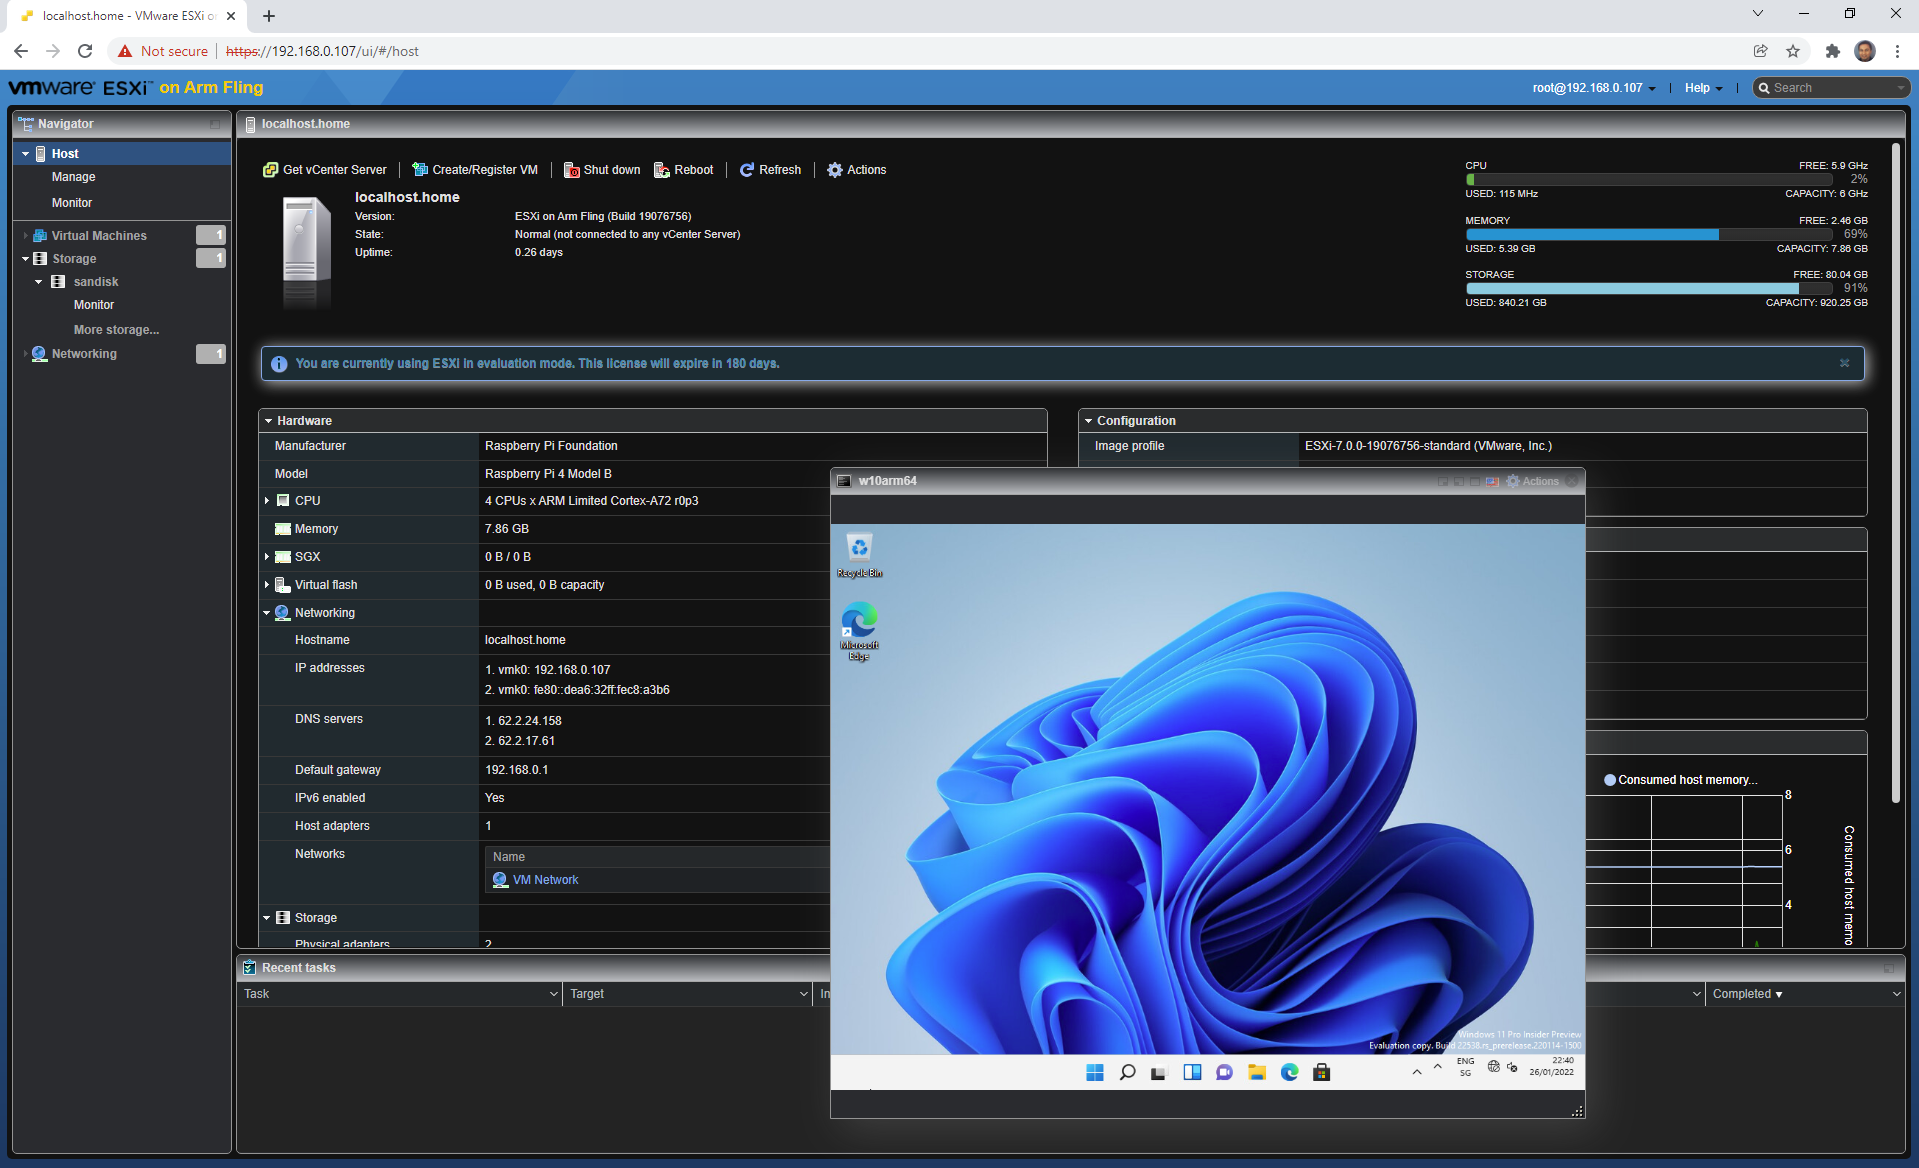 localhost.home - VMware ESXi o
Not secure https://192.168.0.107/ui/#/host
vmware ESXi™ on Arm Fling
root@192.168.0.107 Help Search
Navigator
Host
Manage
Monitor
Virtual Machines 1
Storage 1
sandisk
Monitor
More storage...
Networking 1
localhost.home
Get vCenter Server Create/Register VM Shut down Reboot Refresh Actions
localhost.home
Version: ESXi on Arm Fling (Build 19076756)
State: Normal (not connected to any vCenter Server)
Uptime: 0.26 days
CPU FREE: 5.9 GHz
2%
USED: 115 MHz CAPACITY: 6 GHz
MEMORY FREE: 2.46 GB
69%
USED: 5.39 GB CAPACITY: 7.86 GB
STORAGE FREE: 80.04 GB
91%
USED: 840.21 GB CAPACITY: 920.25 GB
You are currently using ESXi in evaluation mode. This license will expire in 180 days.
Hardware
Manufacturer Raspberry Pi Foundation
Model Raspberry Pi 4 Model B
CPU 4 CPUs x ARM Limited Cortex-A72 r0p3
Memory 7.86 GB
SGX 0 B / 0 B
Virtual flash 0 B used, 0 B capacity
Networking
Hostname localhost.home
IP addresses 1. vmk0: 192.168.0.107
2. vmk0: fe80::dea6:32ff:fec8:a3b6
DNS servers 1. 62.2.24.158
2. 62.2.17.61
Default gateway 192.168.0.1
IPv6 enabled Yes
Host adapters 1
Networks Name
VM Network
Storage
Physical adapters 2
Configuration
Image profile ESXi-7.0.0-19076756-standard (VMware, Inc.)
w10arm64 Actions
Recycle Bin
Microsoft
Edge
Windows 11 Pro Insider Preview
Evaluation copy. Build 22538.rs_prerelease.220114-1500
ENG
SG
22:40
26/01/2022
Consumed host memory...
8
6
4
Consumed host memo
Recent tasks
Task Target In Completed